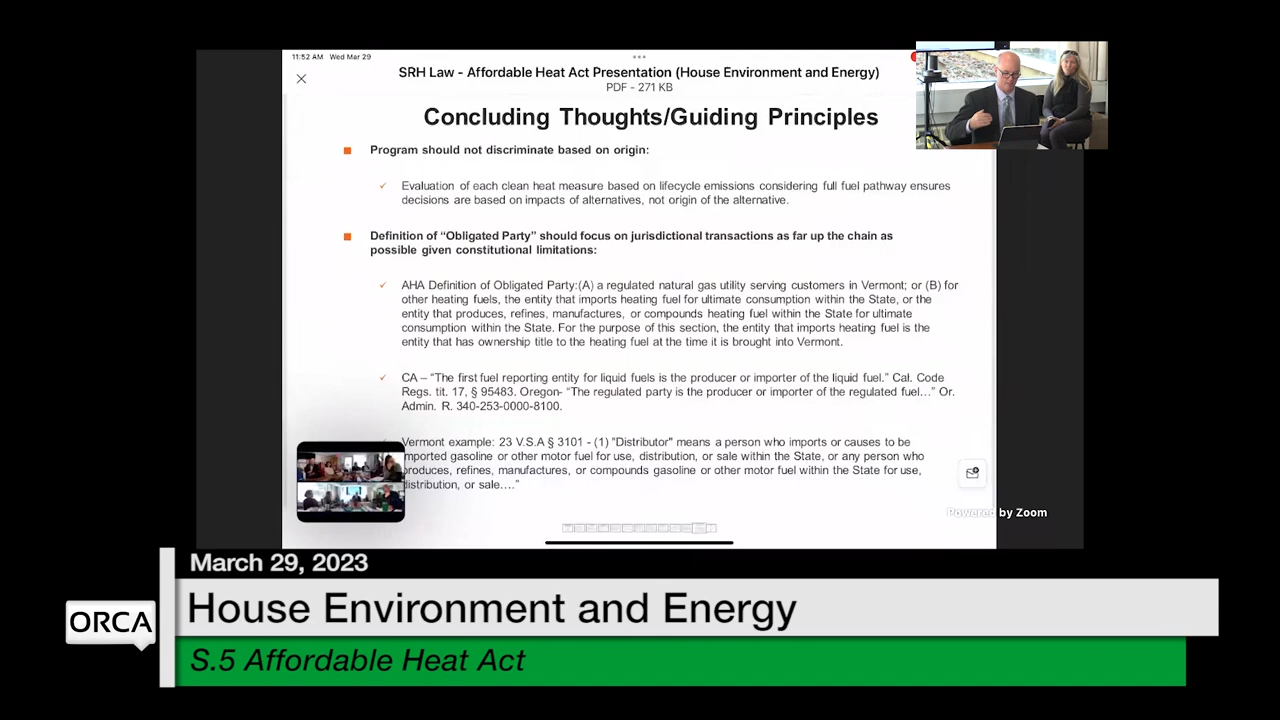 11:52 AM Wed Mar 29
SRH Law - Affordable Heat Act Presentation (House Environment and Energy)
PDF - 271 KB
Concluding Thoughts/Guiding Principles
Program should not discriminate based on origin:
Evaluation of each clean heat measure based on lifecycle emissions considering full fuel pathway ensures
decisions are based on impacts of alternatives, not origin of the alternative.
Definition of “Obligated Party” should focus on jurisdictional transactions as far up the chain as
possible given constitutional limitations:
AHA Definition of Obligated Party:(A) a regulated natural gas utility serving customers in Vermont; or (B) for
other heating fuels, the entity that imports heating fuel for ultimate consumption within the State, or the
entity that produces, refines, manufactures, or compounds heating fuel within the State for ultimate
consumption within the State. For the purpose of this section, the entity that imports heating fuel is the
entity that has ownership title to the heating fuel at the time it is brought into Vermont.
CA – “The first fuel reporting entity for liquid fuels is the producer or importer of the liquid fuel.” Cal. Code
Regs. tit. 17, § 95483. Oregon- “The regulated party is the producer or importer of the regulated fuel…” Or.
Admin. R. 340-253-0000-8100.
Vermont example: 23 V.S.A § 3101 - (1) "Distributor" means a person who imports or causes to be
imported gasoline or other motor fuel for use, distribution, or sale within the State, or any person who
produces, refines, manufactures, or compounds gasoline or other motor fuel within the State for use,
distribution, or sale….”
Powered by Zoom
March 29, 2023
ORCA
House Environment and Energy
S.5 Affordable Heat Act